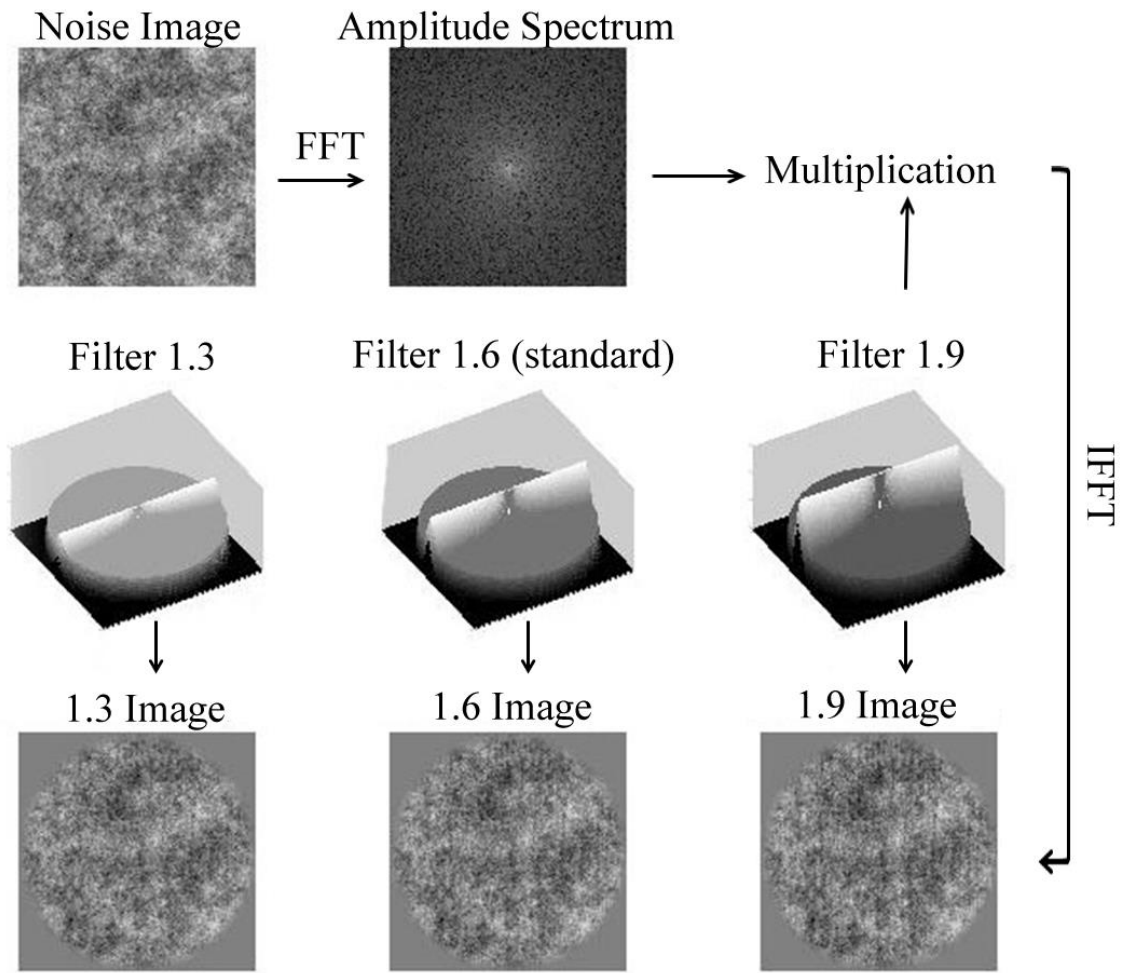 Noise Image
Amplitude Spectrum
FFT
Multiplication
Filter 1.3
Filter 1.6 (standard)
Filter 1.9
IFFT
1.3 Image
1.6 Image
1.9 Image